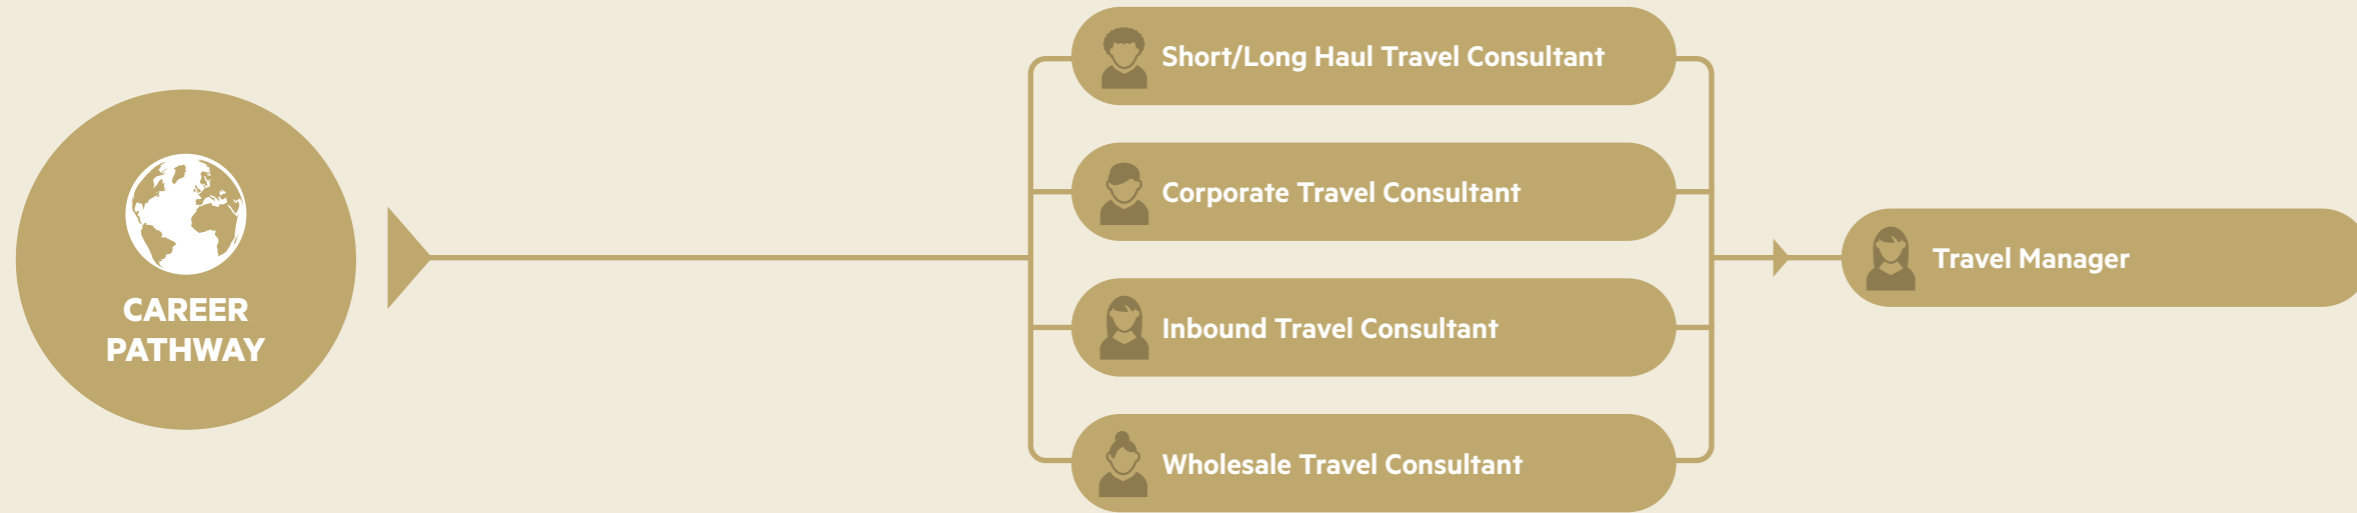 CAREER
PATHWAY
Short/Long Haul Travel Consultant
Corporate Travel Consultant
Inbound Travel Consultant
Wholesale Travel Consultant
Travel Manager